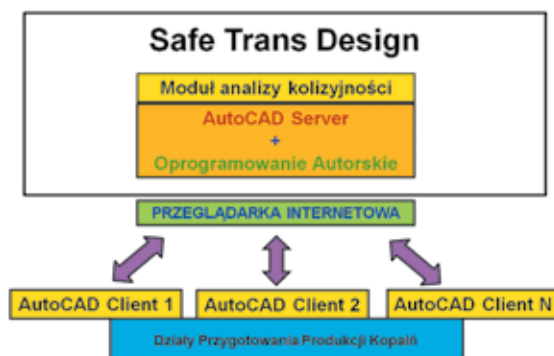 Safe Trans Design
Moduł analizy kolizyjności
AutoCAD Server
+
Oprogramowanie Autorskie
PRZEGLĄDARKA INTERNETOWA
AutoCAD Client 1
AutoCAD Client 2
AutoCAD Client N
Działy Przygotowania Produkcji Kopalń